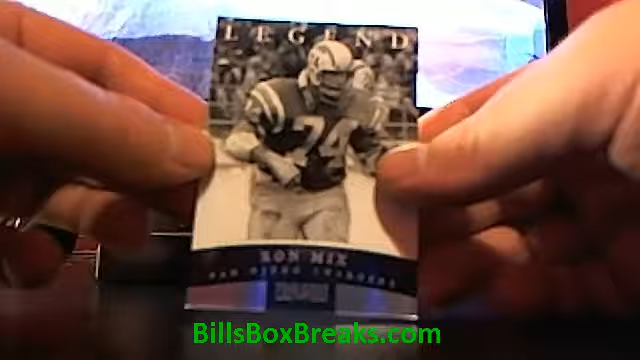 LEGEND
74
RON MIX
SAN DIEGO CHARGERS
BillsBoxBreaks.com